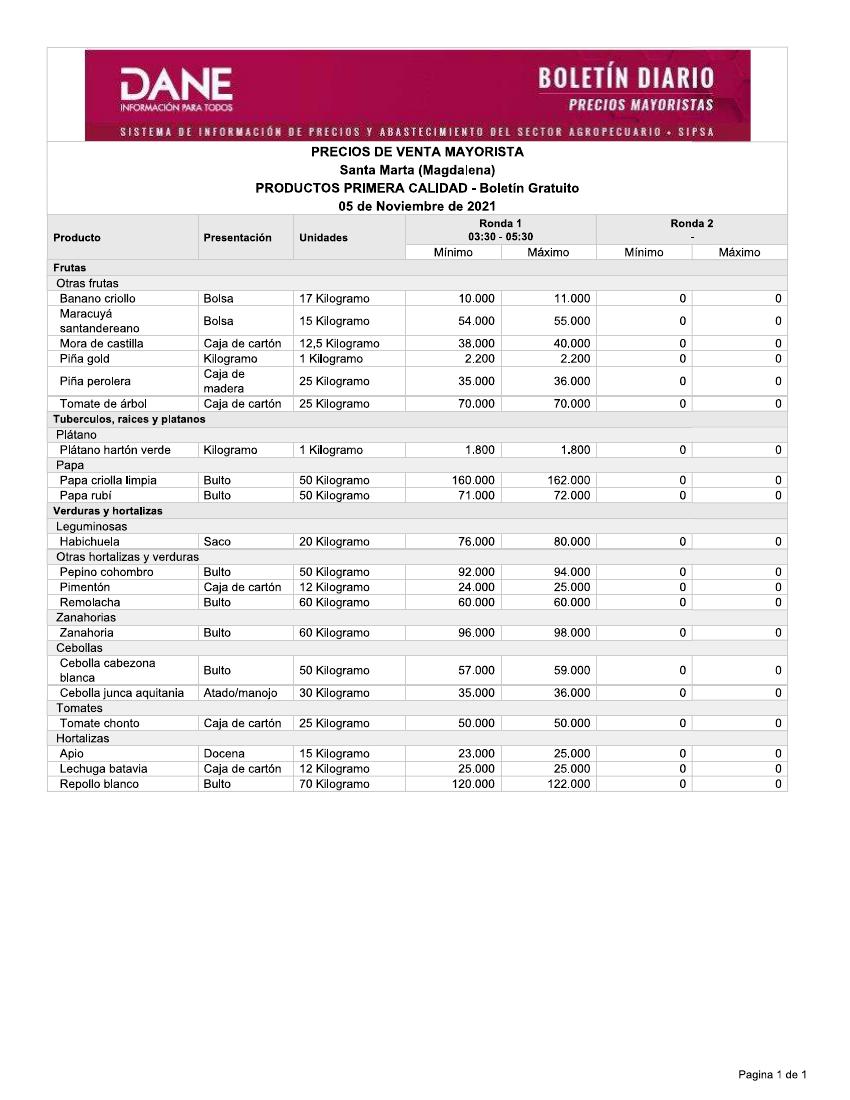 DANE
INFORMACIÓN PARA TODOS
BOLETÍN DIARIO
PRECIOS MAYORISTAS
SISTEMA DE INFORMACIÓN DE PRECIOS Y ABASTECIMIENTO DEL SECTOR AGROPECUARIO • SIPSA
PRECIOS DE VENTA MAYORISTA
Santa Marta (Magdalena)
PRODUCTOS PRIMERA CALIDAD - Boletín Gratuito
05 de Noviembre de 2021
Producto Presentación Unidades Ronda 1 Ronda 2
03:30 - 05:30 -
Mínimo Máximo Mínimo Máximo
Frutas
Otras frutas
Banano criollo Bolsa 17 Kilogramo 10.000 11.000 0 0
Maracuyá
santandereano Bolsa 15 Kilogramo 54.000 55.000 0 0
Mora de castilla Caja de cartón 12,5 Kilogramo 38.000 40.000 0 0
Piña gold Kilogramo 1 Kilogramo 2.200 2.200 0 0
Piña perolera Caja de
madera 25 Kilogramo 35.000 36.000 0 0
Tomate de árbol Caja de cartón 25 Kilogramo 70.000 70.000 0 0
Tuberculos, raices y platanos
Plátano
Plátano hartón verde Kilogramo 1 Kilogramo 1.800 1.800 0 0
Papa
Papa criolla limpia Bulto 50 Kilogramo 160.000 162.000 0 0
Papa rubí Bulto 50 Kilogramo 71.000 72.000 0 0
Verduras y hortalizas
Leguminosas
Habichuela Saco 20 Kilogramo 76.000 80.000 0 0
Otras hortalizas y verduras
Pepino cohombro Bulto 50 Kilogramo 92.000 94.000 0 0
Pimentón Caja de cartón 12 Kilogramo 24.000 25.000 0 0
Remolacha Bulto 60 Kilogramo 60.000 60.000 0 0
Zanahorias
Zanahoria Bulto 60 Kilogramo 96.000 98.000 0 0
Cebollas
Cebolla cabezona
blanca Bulto 50 Kilogramo 57.000 59.000 0 0
Cebolla junca aquitania Atado/manojo 30 Kilogramo 35.000 36.000 0 0
Tomates
Tomate chonto Caja de cartón 25 Kilogramo 50.000 50.000 0 0
Hortalizas
Apio Docena 15 Kilogramo 23.000 25.000 0 0
Lechuga batavia Caja de cartón 12 Kilogramo 25.000 25.000 0 0
Repollo blanco Bulto 70 Kilogramo 120.000 122.000 0 0
Pagina 1 de 1